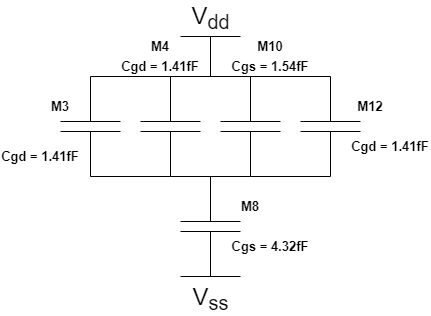 Vdd
M4
M10
Cgd = 1.41fF
Cgs = 1.54fF
M3
M12
Cgd = 1.41fF
Cgd = 1.41fF
M8
Cgs = 4.32fF
Vss